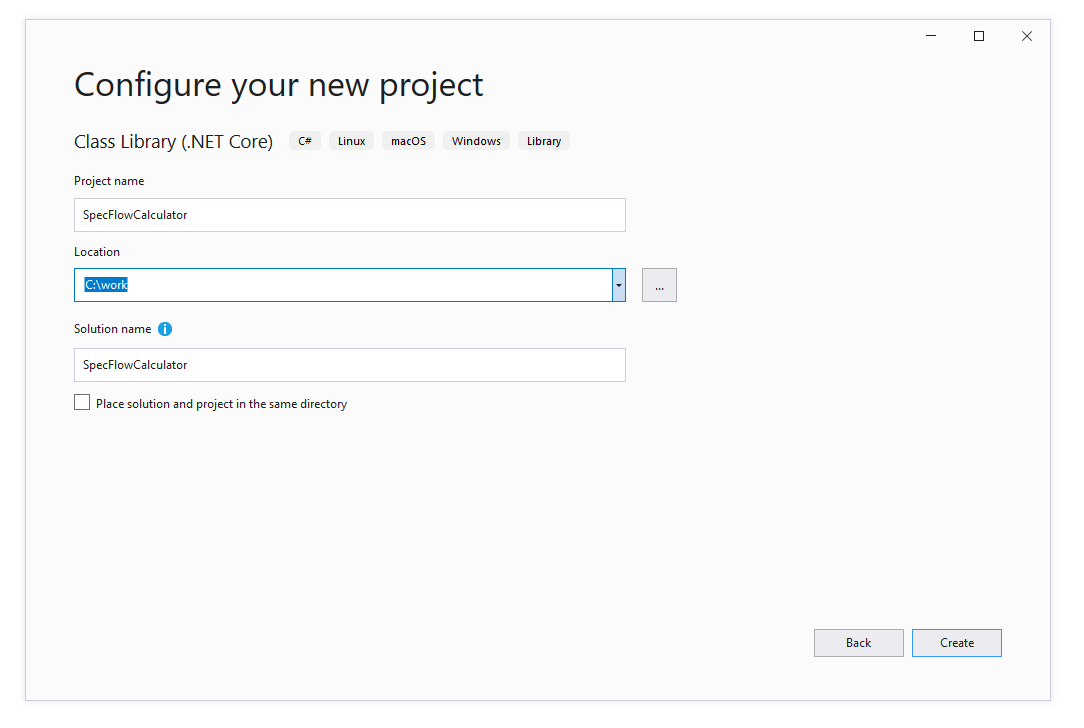 Configure your new project
Class Library (.NET Core) C# Linux macOS Windows Library
Project name
SpecFlowCalculator
Location
C:\work
...
Solution name
SpecFlowCalculator
Place solution and project in the same directory
Back Create